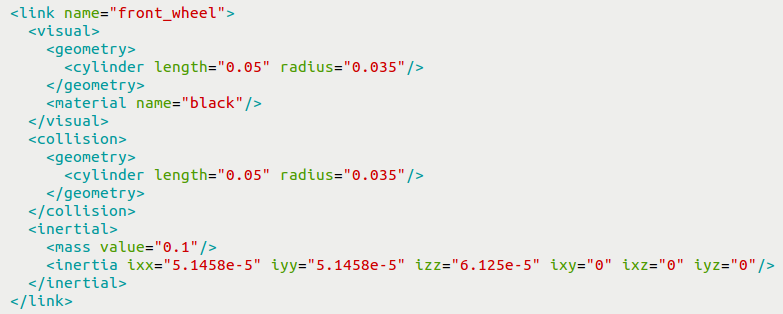 <link name="front_wheel">
  <visual>
    <geometry>
      <cylinder length="0.05" radius="0.035"/>
    </geometry>
    <material name="black"/>
  </visual>
  <collision>
    <geometry>
      <cylinder length="0.05" radius="0.035"/>
    </geometry>
  </collision>
  <inertial>
    <mass value="0.1"/>
    <inertia ixx="5.1458e-5" iyy="5.1458e-5" izz="6.125e-5" ixy="0" ixz="0" iyz="0"/>
  </inertial>
</link>